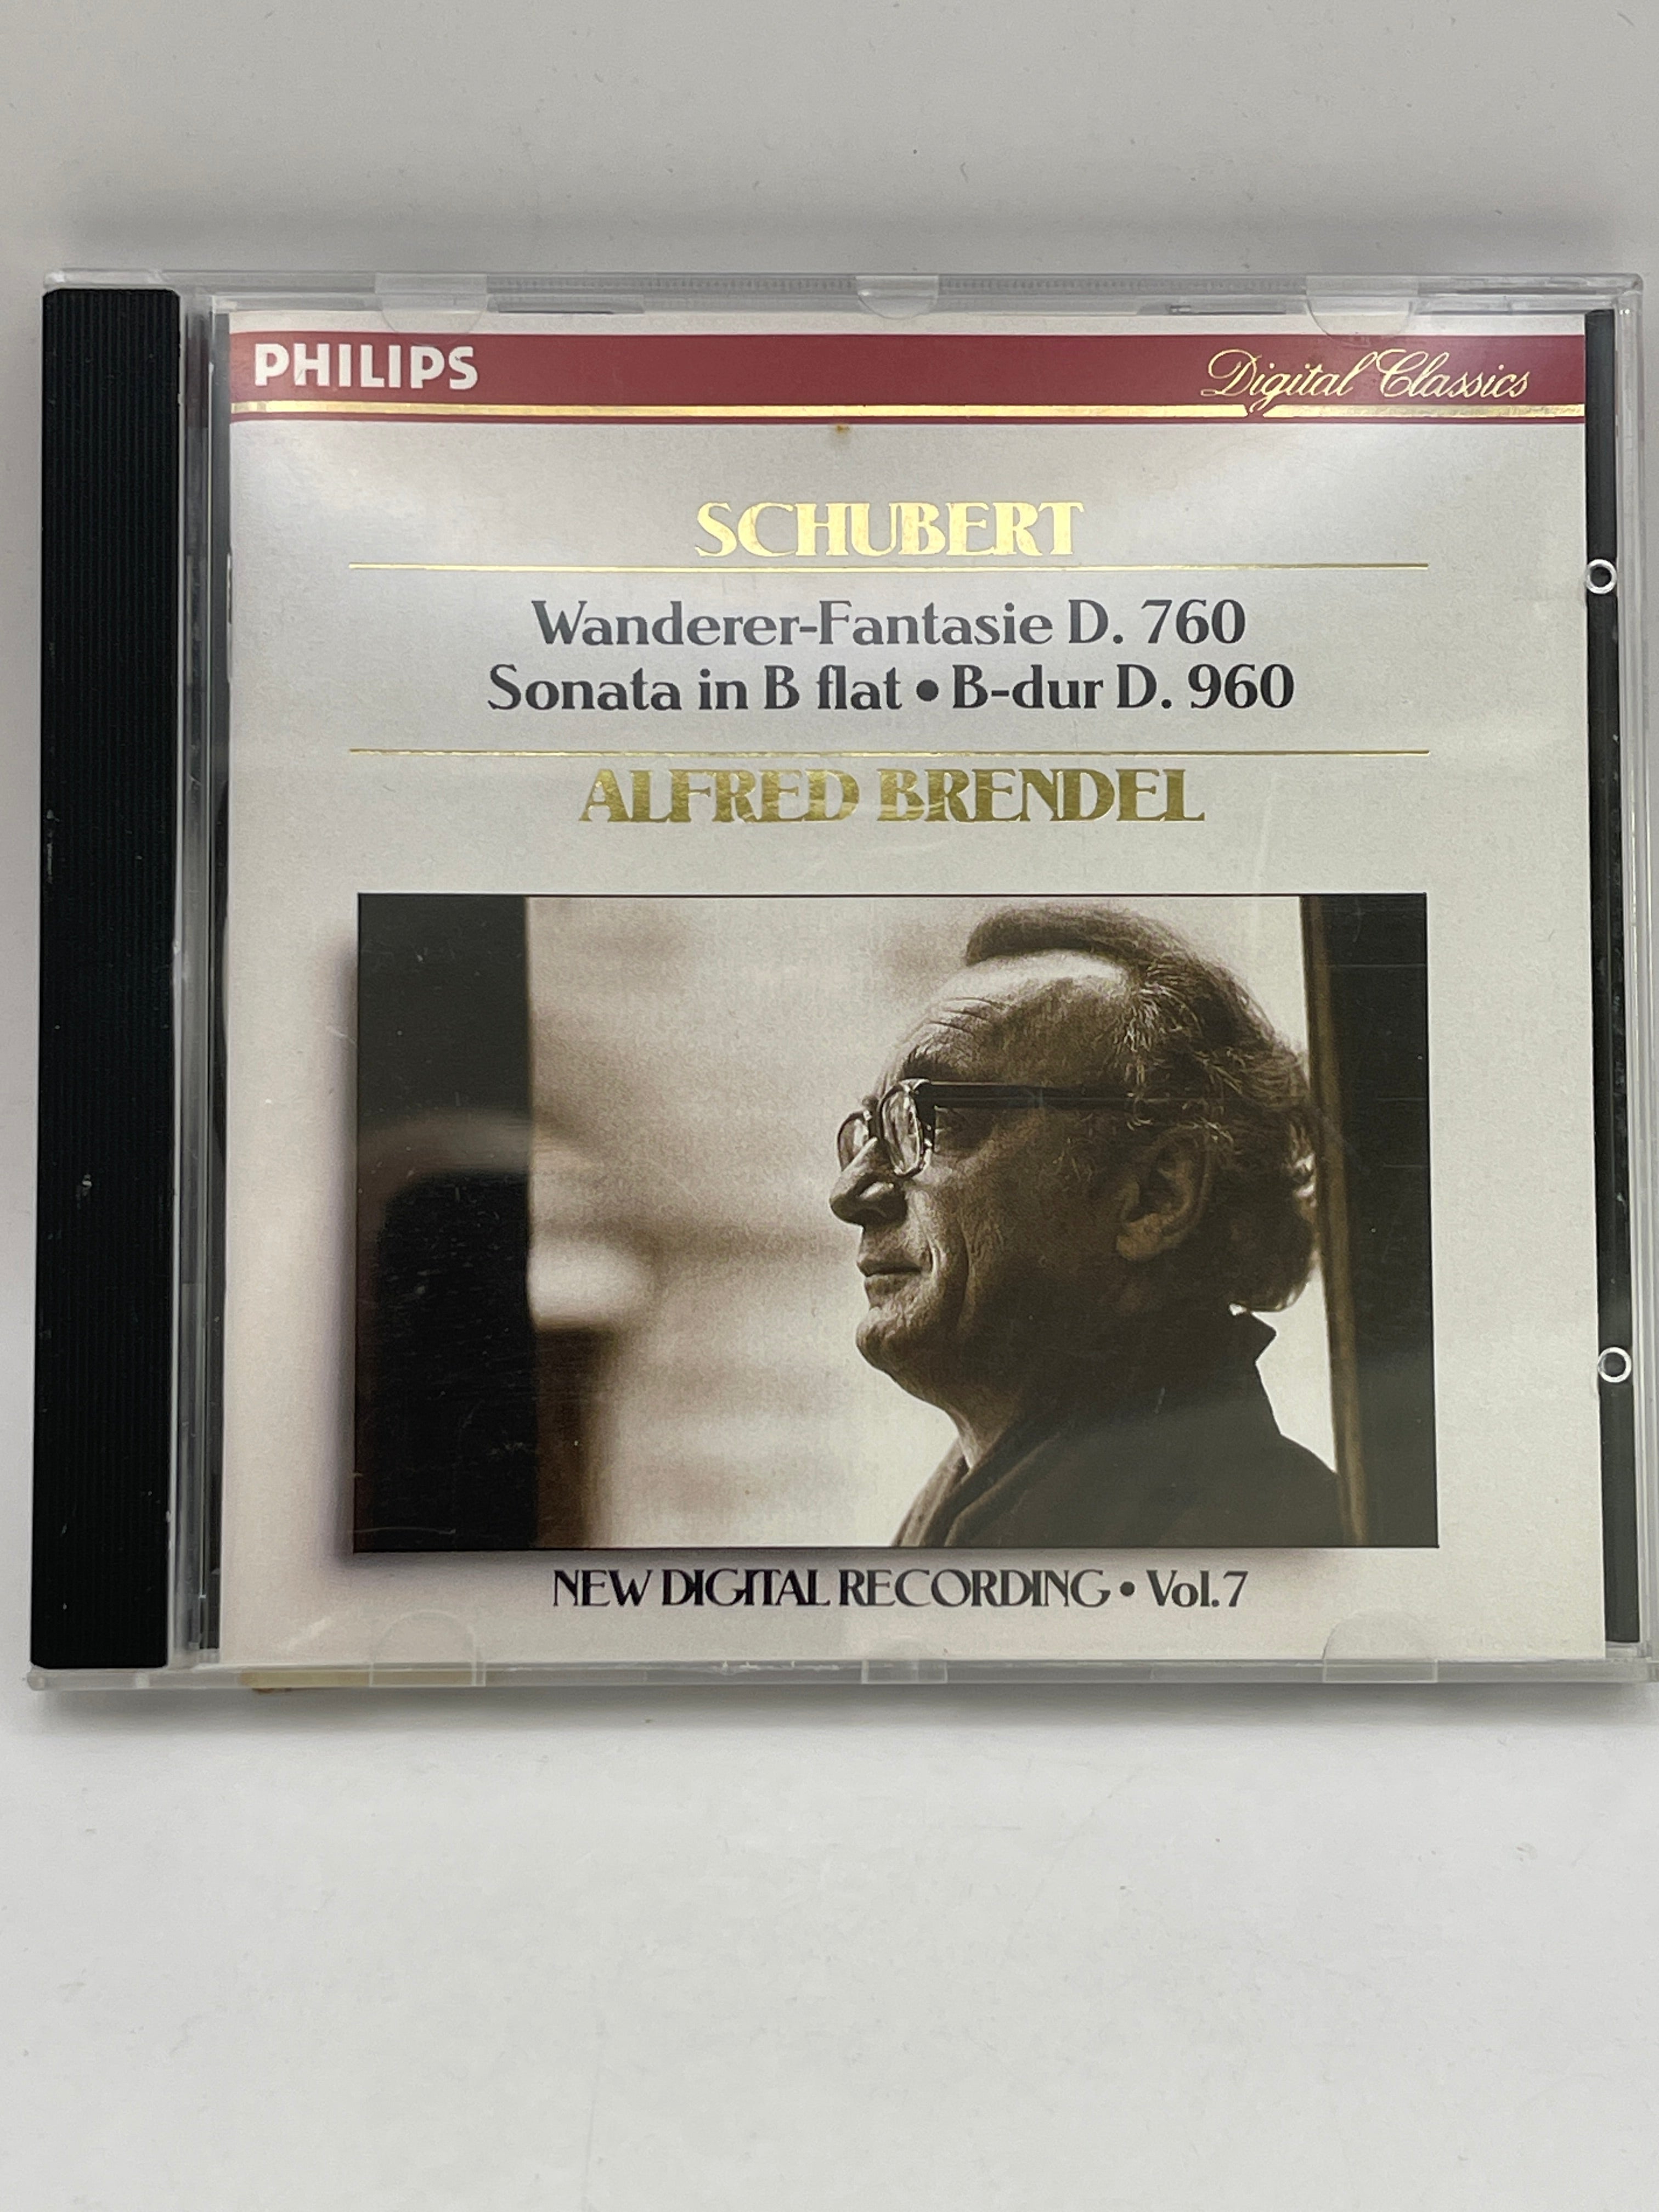 PHILIPS
Digital Classics
SCHUBERT
Wanderer-Fantasie D. 760
Sonata in B flat • B-dur D. 960
ALFRED BRENDEL
NEW DIGITAL RECORDING • Vol.7